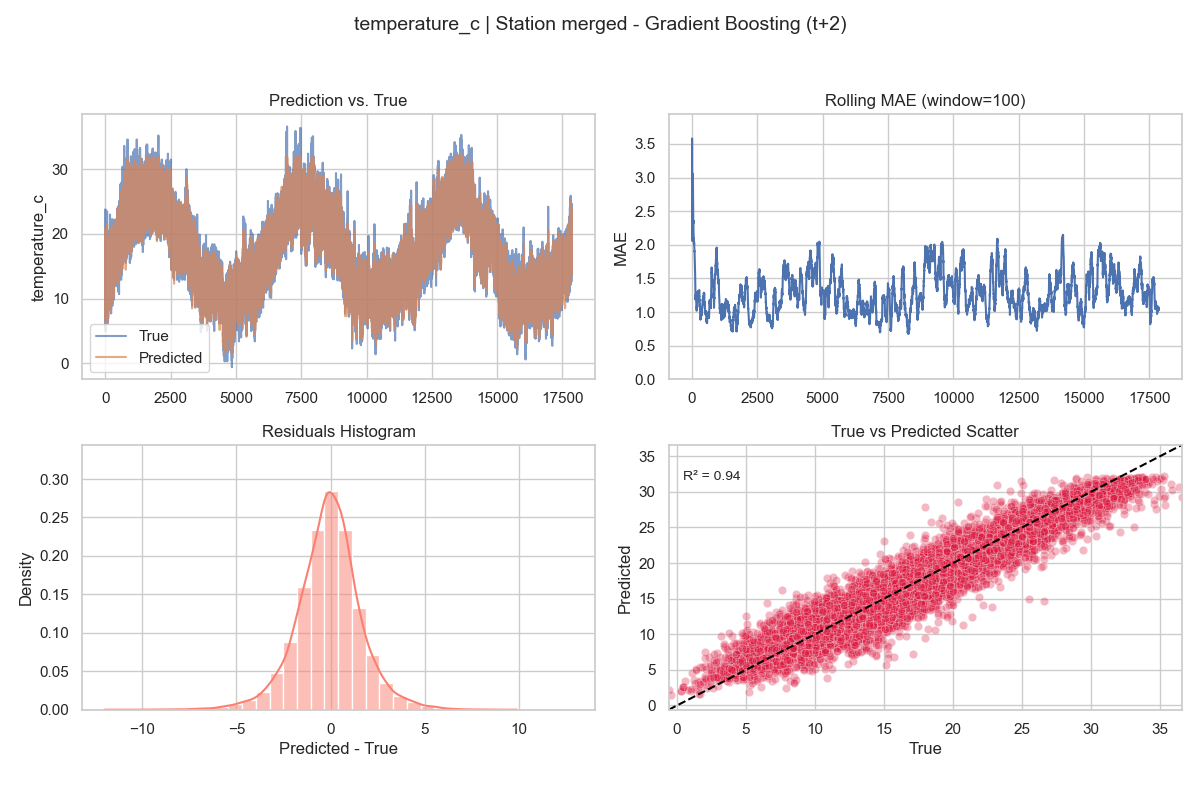 temperature_c | Station merged - Gradient Boosting (t+2)
Prediction vs. True
temperature_c
30
20
10
0
True
Predicted
0 2500 5000 7500 10000 12500 15000 17500
Rolling MAE (window=100)
MAE
3.5
3.0
2.5
2.0
1.5
1.0
0.5
0.0
0 2500 5000 7500 10000 12500 15000 17500
Residuals Histogram
Density
0.30
0.25
0.20
0.15
0.10
0.05
0.00
−10 −5 0 5 10
Predicted - True
True vs Predicted Scatter
R² = 0.94
Predicted
35
30
25
20
15
10
5
0
0 5 10 15 20 25 30 35
True